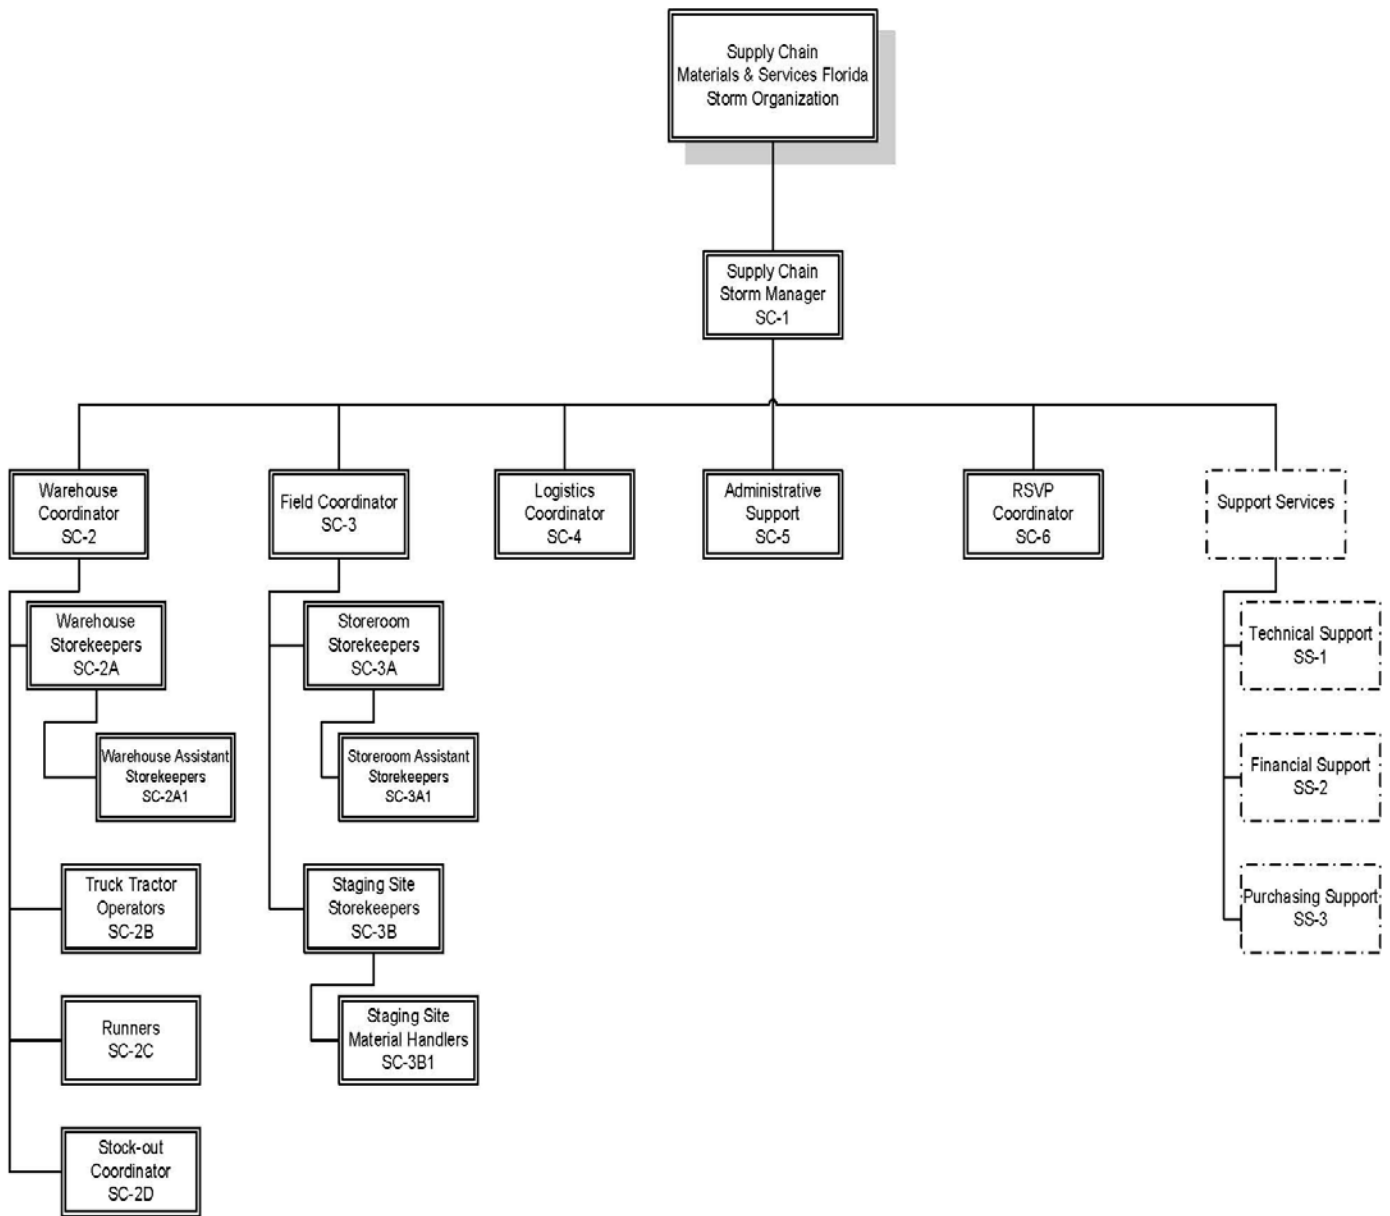 Supply Chain
Materials & Services Florida
Storm Organization
Supply Chain
Storm Manager
SC-1
Warehouse
Coordinator
SC-2
Field Coordinator
SC-3
Logistics
Coordinator
SC-4
Administrative
Support
SC-5
RSVP
Coordinator
SC-6
Support Services
Warehouse
Storekeepers
SC-2A
Storeroom
Storekeepers
SC-3A
Technical Support
SS-1
Warehouse Assistant
Storekeepers
SC-2A1
Storeroom Assistant
Storekeepers
SC-3A1
Financial Support
SS-2
Truck Tractor
Operators
SC-2B
Staging Site
Storekeepers
SC-3B
Purchasing Support
SS-3
Runners
SC-2C
Staging Site
Material Handlers
SC-3B1
Stock-out
Coordinator
SC-2D